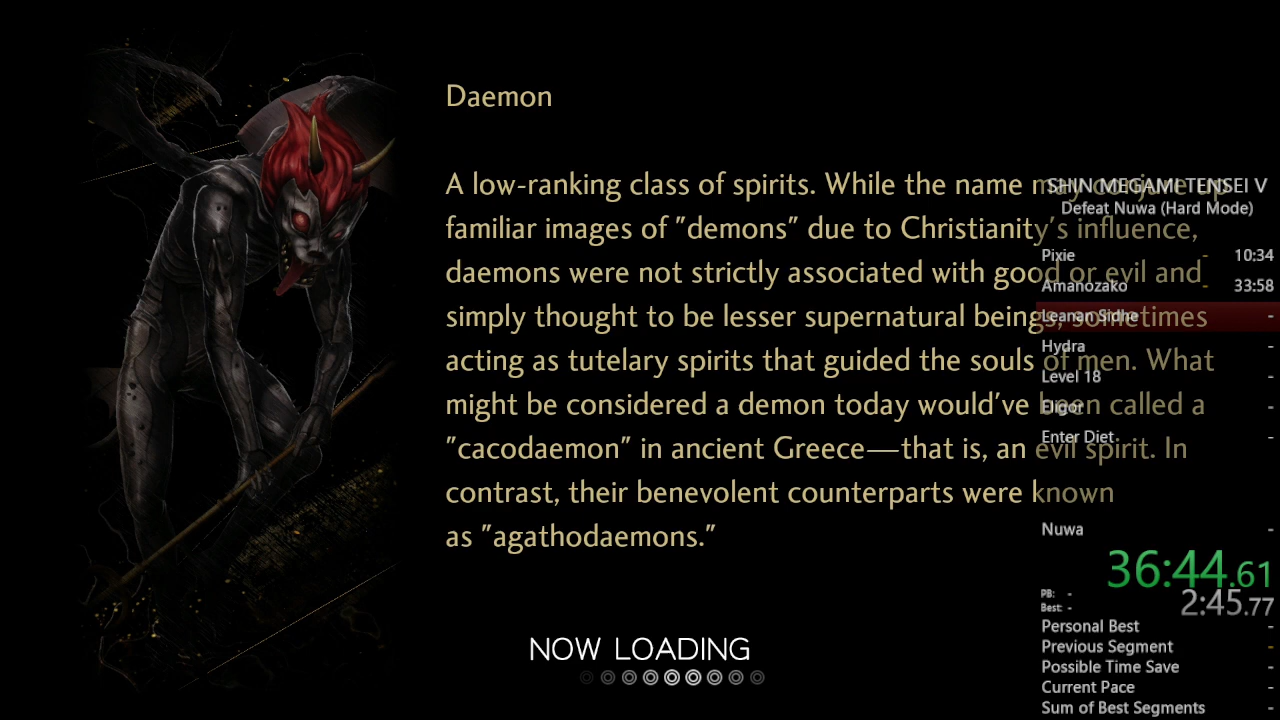 Daemon
A low-ranking class of spirits. While the name may conjure up
familiar images of "demons" due to Christianity's influence,
daemons were not strictly associated with good or evil and
simply thought to be lesser supernatural beings, sometimes
acting as tutelary spirits that guided the souls of men. What
might be considered a demon today would've been called a
"cacodaemon" in ancient Greece—that is, an evil spirit. In
contrast, their benevolent counterparts were known
as "agathodaemons."
NOW LOADING
SHIN MEGAMI TENSEI V
Defeat Nuwa (Hard Mode)
Pixie - 10:34
Amanozako - 33:58
Leanan Sidhe -
Hydra -
Level 18 -
Eligor -
Enter Diet -
Nuwa -
36:44.61
PB: -
Best: -
2:45.77
Personal Best -
Previous Segment -
Possible Time Save -
Current Pace -
Sum of Best Segments -